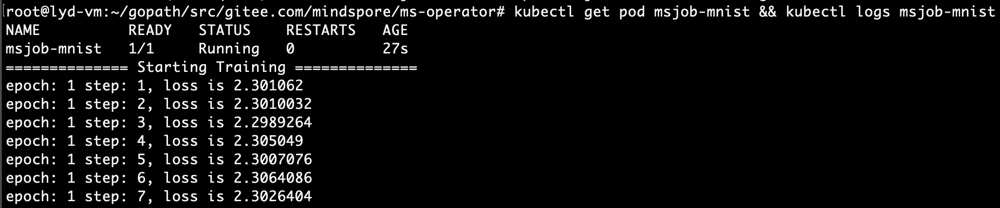 root@lyd-vm:~/gopath/src/gitee.com/mindspore/ms-operator# kubectl get pod msjob-mnist && kubectl logs msjob-mnist
NAME READY STATUS RESTARTS AGE
msjob-mnist 1/1 Running 0 27s
============== Starting Training ==============
epoch: 1 step: 1, loss is 2.301062
epoch: 1 step: 2, loss is 2.3010032
epoch: 1 step: 3, loss is 2.2989264
epoch: 1 step: 4, loss is 2.305049
epoch: 1 step: 5, loss is 2.3007076
epoch: 1 step: 6, loss is 2.3064086
epoch: 1 step: 7, loss is 2.3026404